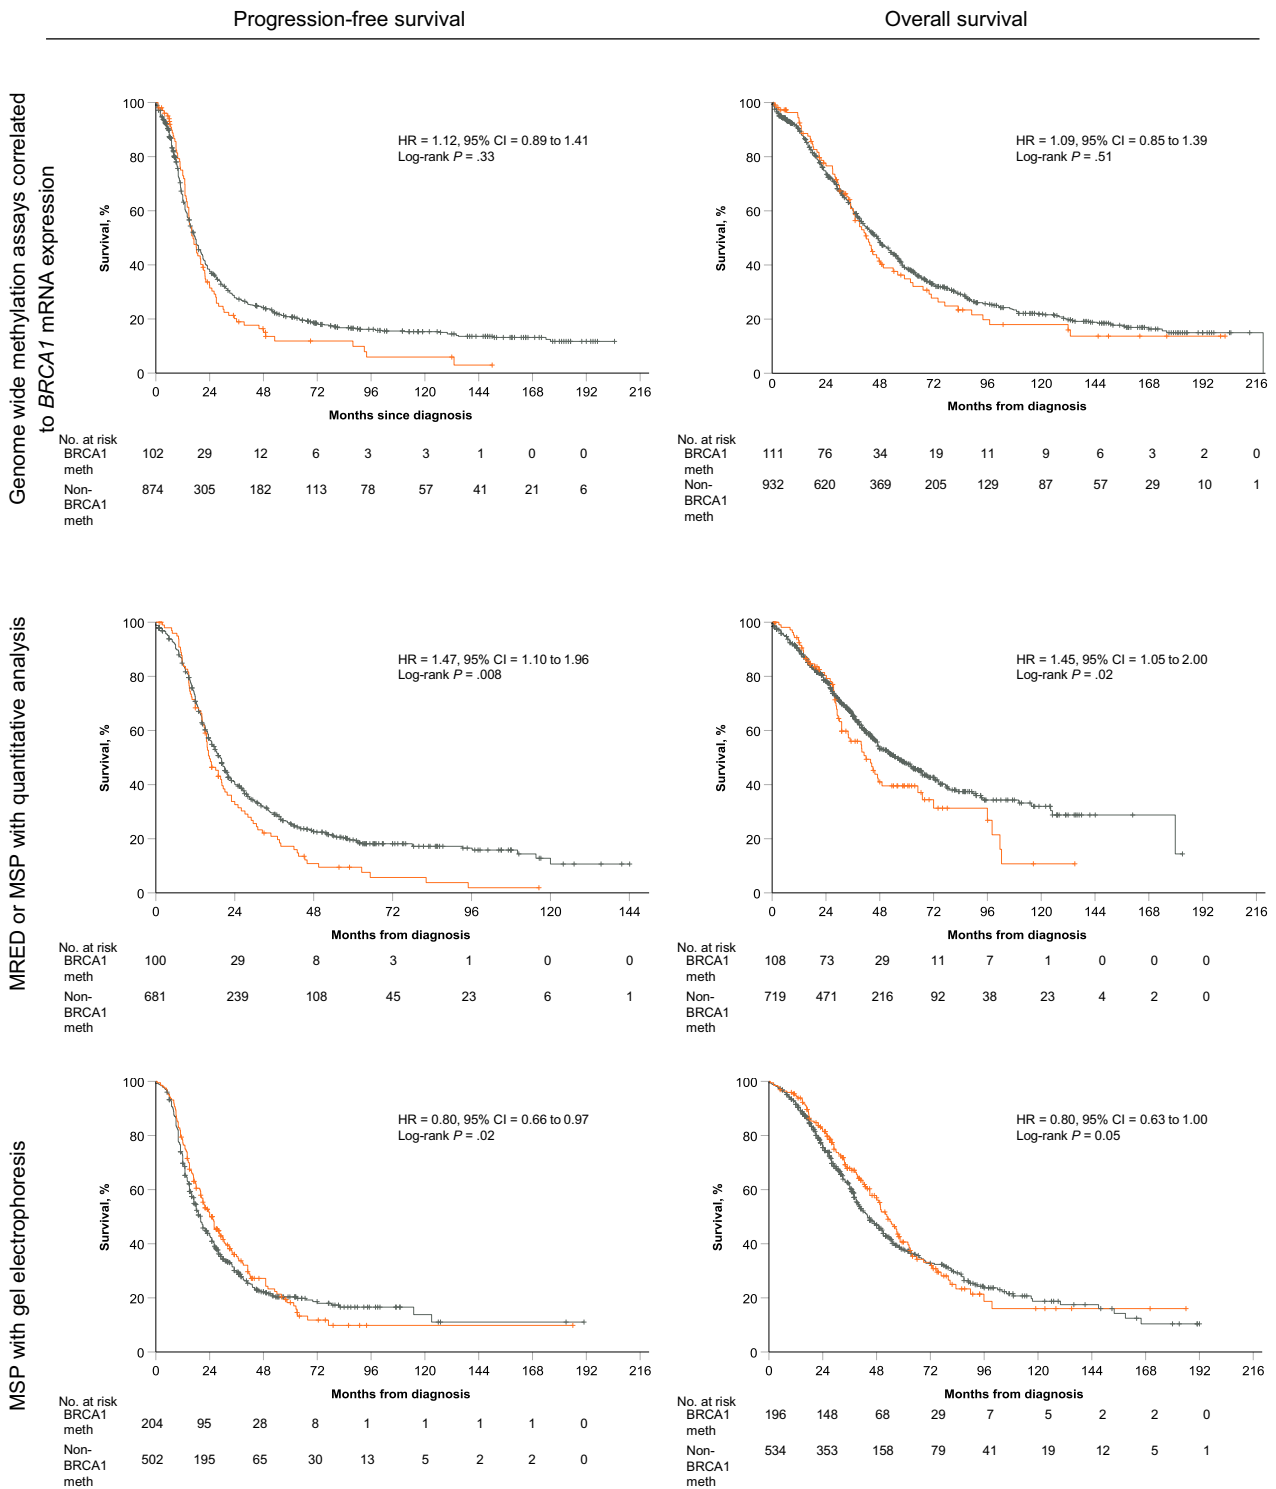 Progression-free survival
Overall survival
Genome wide methylation assays correlated
to BRCA1 mRNA expression
100
80
60
40
20
0
Survival, %
HR = 1.12, 95% CI = 0.89 to 1.41
Log-rank P = .33
0 24 48 72 96 120 144 168 192 216
Months since diagnosis
No. at risk
BRCA1 meth 102 29 12 6 3 3 1 0 0
Non-BRCA1 meth 874 305 182 113 78 57 41 21 6
100
80
60
40
20
0
Survival, %
HR = 1.09, 95% CI = 0.85 to 1.39
Log-rank P = .51
0 24 48 72 96 120 144 168 192 216
Months from diagnosis
No. at risk
BRCA1 meth 111 76 34 19 11 9 6 3 2 0
Non-BRCA1 meth 932 620 369 205 129 87 57 29 10 1
MRED or MSP with quantitative analysis
100
80
60
40
20
0
Survival, %
HR = 1.47, 95% CI = 1.10 to 1.96
Log-rank P = .008
0 24 48 72 96 120 144
Months from diagnosis
No. at risk
BRCA1 meth 100 29 8 3 1 0 0
Non-BRCA1 meth 681 239 108 45 23 6 1
100
80
60
40
20
0
Survival, %
HR = 1.45, 95% CI = 1.05 to 2.00
Log-rank P = .02
0 24 48 72 96 120 144 168 192 216
Months from diagnosis
No. at risk
BRCA1 meth 108 73 29 11 7 1 0 0 0
Non-BRCA1 meth 719 471 216 92 38 23 4 2 0
MSP with gel electrophoresis
100
80
60
40
20
0
Survival, %
HR = 0.80, 95% CI = 0.66 to 0.97
Log-rank P = .02
0 24 48 72 96 120 144 168 192 216
Months from diagnosis
No. at risk
BRCA1 meth 204 95 28 8 1 1 1 1 0
Non-BRCA1 meth 502 195 65 30 13 5 2 2 0
100
80
60
40
20
0
Survival, %
HR = 0.80, 95% CI = 0.63 to 1.00
Log-rank P = 0.05
0 24 48 72 96 120 144 168 192 216
Months from diagnosis
No. at risk
BRCA1 meth 196 148 68 29 7 5 2 2 0
Non-BRCA1 meth 534 353 158 79 41 19 12 5 1